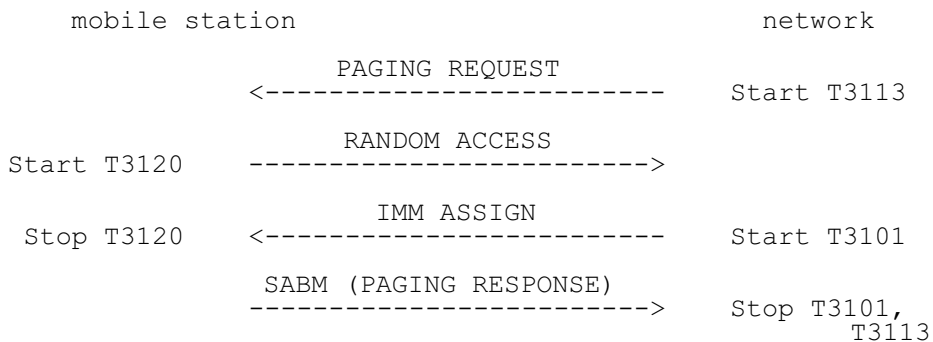 mobile station network
PAGING REQUEST
<------------------------- Start T3113
RANDOM ACCESS
Start T3120 ------------------------->
IMM ASSIGN
Stop T3120 <------------------------- Start T3101
SABM (PAGING RESPONSE)
-------------------------> Stop T3101,
T3113